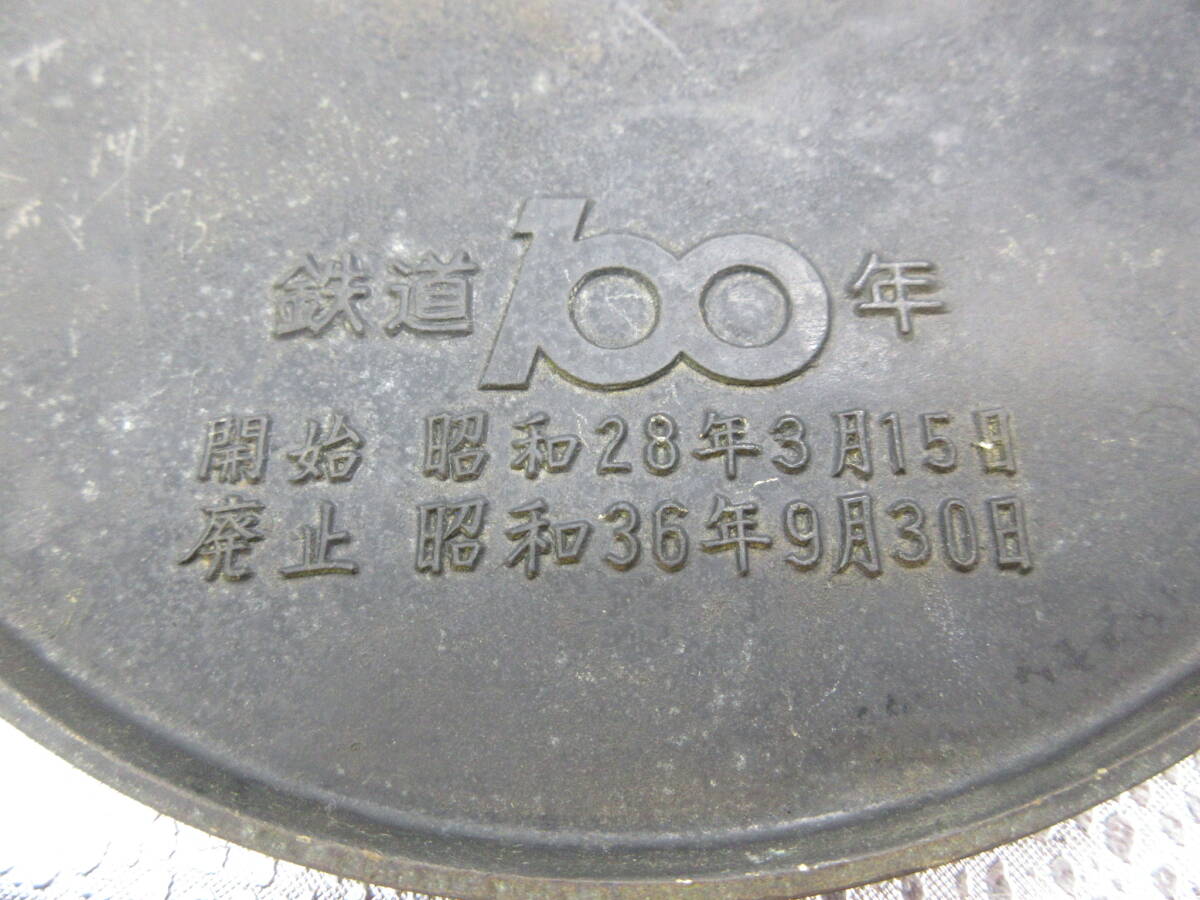 鉄道100年
開始 昭和28年3月15日
廃止 昭和36年9月30日